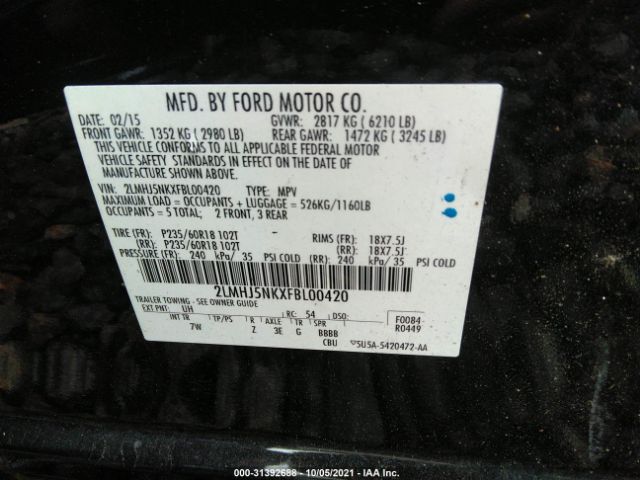 MFD. BY FORD MOTOR CO.
DATE: 02/15 GVWR: 2817 KG ( 6210 LB)
FRONT GAWR: 1352 KG ( 2980 LB) REAR GAWR: 1472 KG ( 3245 LB)
THIS VEHICLE CONFORMS TO ALL APPLICABLE FEDERAL MOTOR
VEHICLE SAFETY STANDARDS IN EFFECT ON THE DATE OF
MANUFACTURE SHOWN ABOVE.
VIN: 2LMHJ5NKXFBL00420 TYPE: MPV
MAXIMUM LOAD = OCCUPANTS + LUGGAGE = 526KG/1160LB
OCCUPANTS = 5 TOTAL; 2 FRONT, 3 REAR
TIRE (FR): P235/60R18 102T RIMS (FR): 18X7.5J
(RR): P235/60R18 102T (RR): 18X7.5J
PRESSURE (FR): 240 kPa/ 35 PSI COLD (RR): 240 kPa/ 35 PSI COLD
2LMHJ5NKXFBL00420
TRAILER TOWING - SEE OWNER GUIDE
EXT PNT: UH RC: 54 DSO: F0084
R0449
INT TR TP/PS R AXLE TR SPR
7W Z 3E G BBBB
CBU 5U5A-5420472-AA
000-31392688 - 10/05/2021 - IAA Inc.